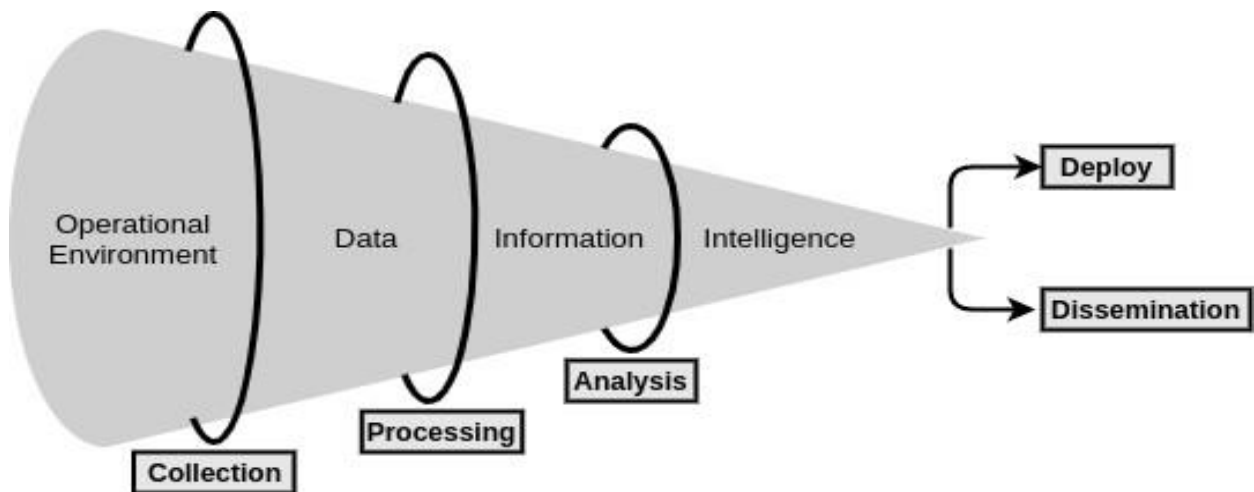 Operational
Environment
Data
Information
Intelligence
Deploy
Dissemination
Analysis
Processing
Collection